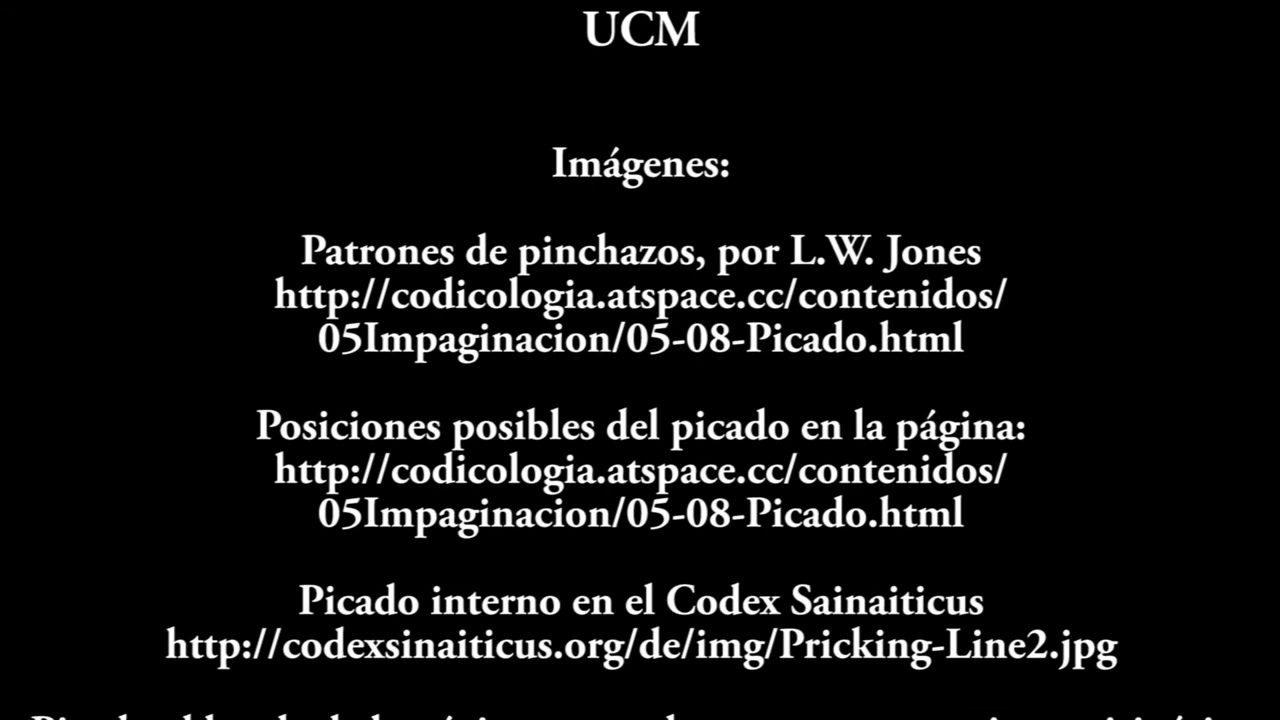 UCM
Imágenes:
Patrones de pinchazos, por L.W. Jones
http://codicologia.atspace.cc/contenidos/
05Impaginacion/05-08-Picado.html
Posiciones posibles del picado en la página:
http://codicologia.atspace.cc/contenidos/
05Impaginacion/05-08-Picado.html
Picado interno en el Codex Sainaiticus
http://codexsinaiticus.org/de/img/Pricking-Line2.jpg